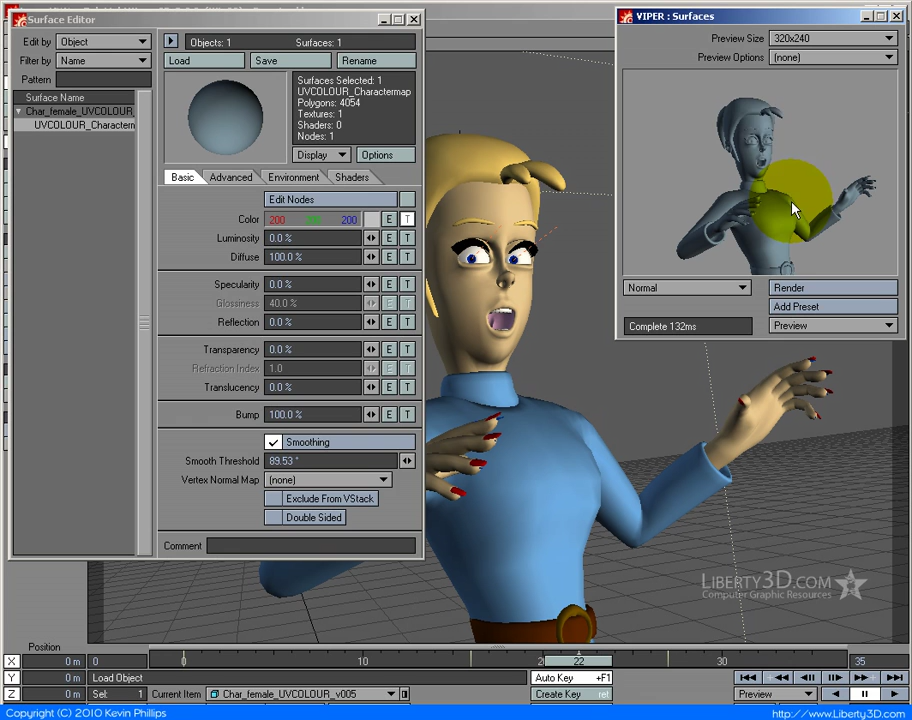 Surface Editor
Edit by
Object
Filter by
Name
Pattern
Surface Name
Char_female_UVCOLOUR_
UVCOLOUR_Charactern
Objects: 1
Surfaces: 1
Load
Save
Rename
Surfaces Selected: 1
UVCOLOUR_Charactermap
Polygons: 4054
Textures: 1
Shaders: 0
Nodes: 1
Display
Options
Basic
Advanced
Environment
Shaders
Edit Nodes
Color
200
200
E
T
Luminosity
0.0 %
E
T
Diffuse
100.0 %
E
T
Specularity
0.0 %
E
T
Glossiness
40.0 %
E
T
Reflection
0.0 %
E
T
Transparency
0.0 %
E
T
Refraction Index
1.0
E
T
Translucency
0.0 %
E
T
Bump
100.0 %
E
T
Smoothing
Smooth Threshold
89.53 °
Vertex Normal Map
(none)
Exclude From VStack
Double Sided
Comment
VIPER : Surfaces
Preview Size
320x240
Preview Options
(none)
Normal
Render
Add Preset
Complete 132ms
Preview
LIBERTY3D.COM
Computer Graphic Resources
Position
X
0 m
0
0
10
22
30
35
Y
0 m
Load Object
Auto Key
+F1
Z
0 m
Sel:
1
Current Item
Char_female_UVCOLOUR_v005
Create Key
ret
Preview
Copyright (C) 2010 Kevin Phillips
http://www.Liberty3D.com